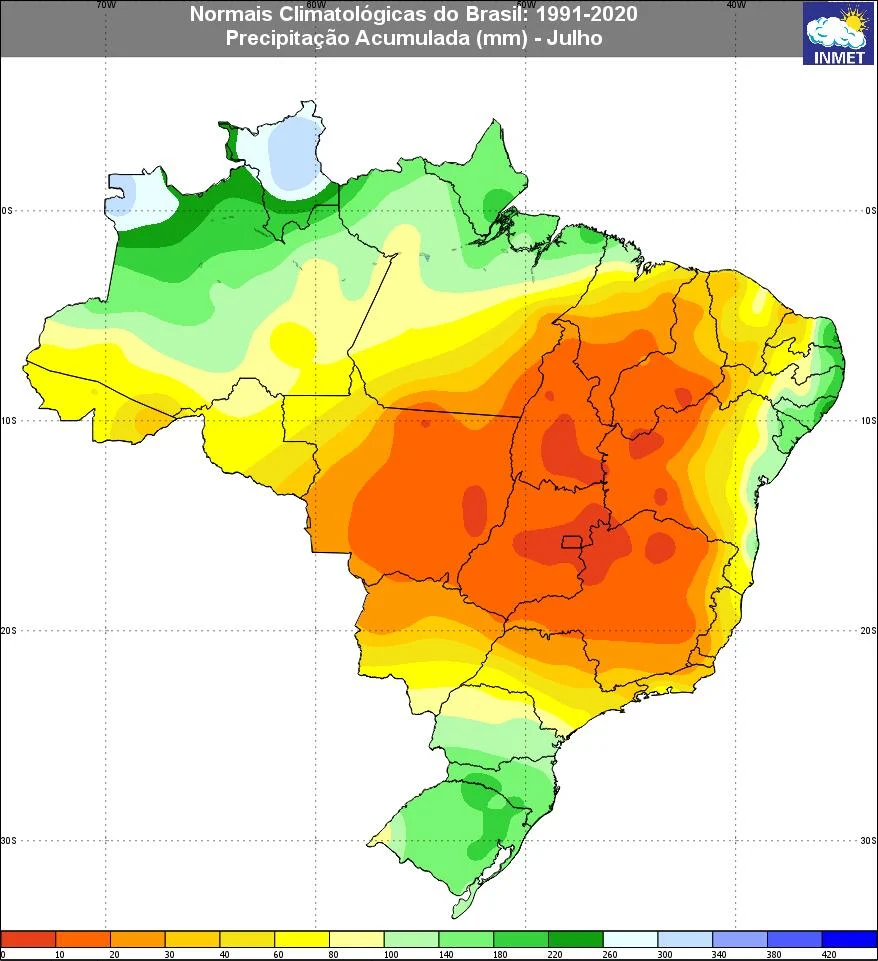 70W 60W 50W 40W
Normais Climatológicas do Brasil: 1991-2020
Precipitação Acumulada (mm) - Julho
INMET
0S 0S
10S 10S
20S 20S
30S 30S
0 10 20 30 40 60 80 100 140 180 220 260 300 340 380 420